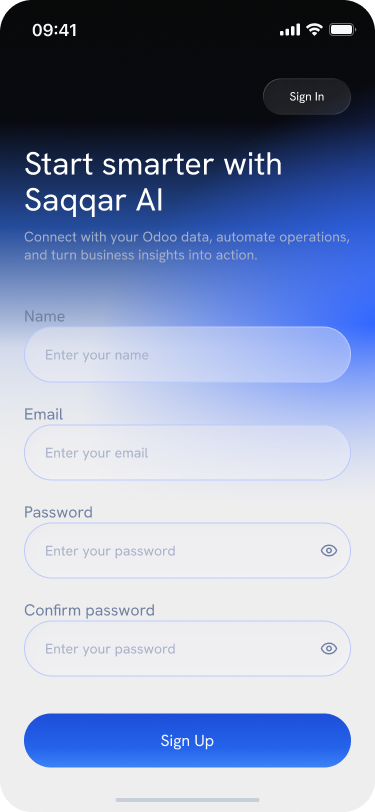 09:41
Sign In
Start smarter with
Saqqar AI
Connect with your Odoo data, automate operations,
and turn business insights into action.
Name
Enter your name
Email
Enter your email
Password
Enter your password
Confirm password
Enter your password
Sign Up